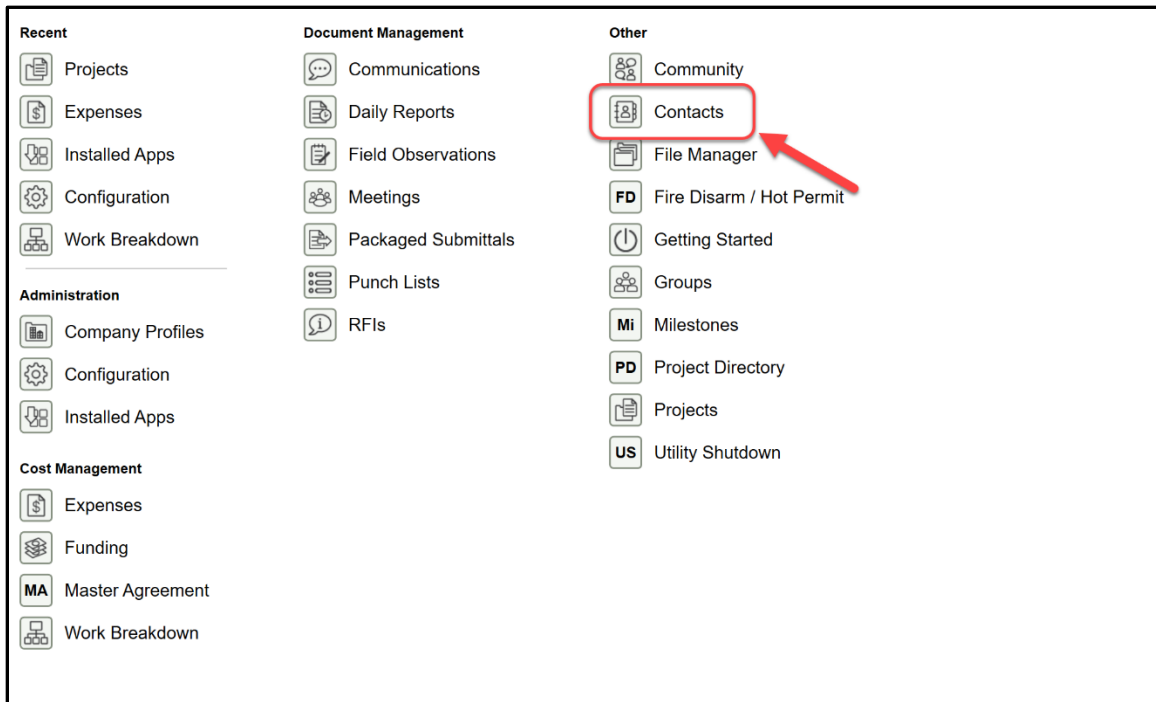 Recent
Projects
Expenses
Installed Apps
Configuration
Work Breakdown
Administration
Company Profiles
Configuration
Installed Apps
Cost Management
Expenses
Funding
MA Master Agreement
Work Breakdown
Document Management
Communications
Daily Reports
Field Observations
Meetings
Packaged Submittals
Punch Lists
RFIs
Other
Community
Contacts
File Manager
FD Fire Disarm / Hot Permit
Getting Started
Groups
Mi Milestones
PD Project Directory
Projects
US Utility Shutdown